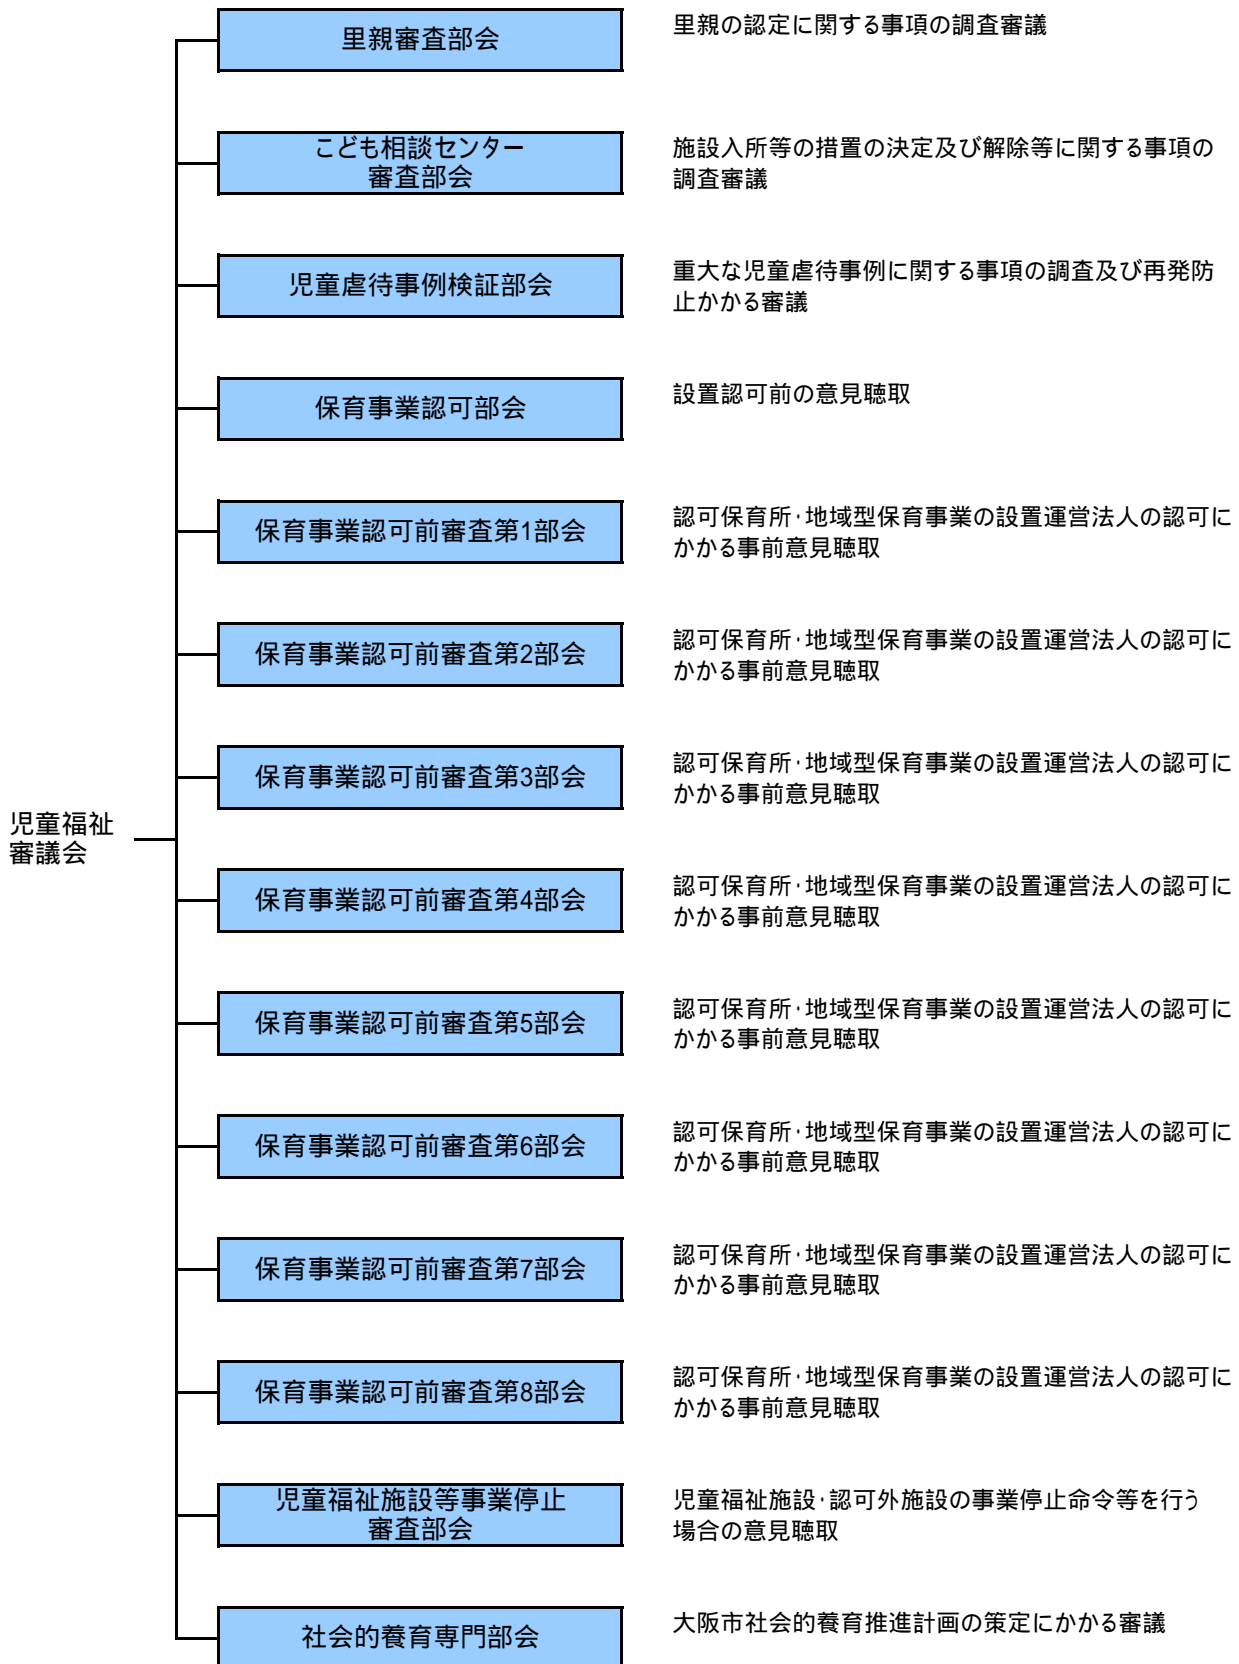 里親審査部会
里親の認定に関する事項の調査審議
こども相談センター
審査部会
施設入所等の措置の決定及び解除等に関する事項の
調査審議
児童虐待事例検証部会
重大な児童虐待事例に関する事項の調査及び再発防
止かかる審議
保育事業認可部会
設置認可前の意見聴取
保育事業認可前審査第1部会
認可保育所・地域型保育事業の設置運営法人の認可に
かかる事前意見聴取
保育事業認可前審査第2部会
認可保育所・地域型保育事業の設置運営法人の認可に
かかる事前意見聴取
保育事業認可前審査第3部会
認可保育所・地域型保育事業の設置運営法人の認可に
かかる事前意見聴取
児童福祉
審議会
保育事業認可前審査第4部会
認可保育所・地域型保育事業の設置運営法人の認可に
かかる事前意見聴取
保育事業認可前審査第5部会
認可保育所・地域型保育事業の設置運営法人の認可に
かかる事前意見聴取
保育事業認可前審査第6部会
認可保育所・地域型保育事業の設置運営法人の認可に
かかる事前意見聴取
保育事業認可前審査第7部会
認可保育所・地域型保育事業の設置運営法人の認可に
かかる事前意見聴取
保育事業認可前審査第8部会
認可保育所・地域型保育事業の設置運営法人の認可に
かかる事前意見聴取
児童福祉施設等事業停止
審査部会
児童福祉施設・認可外施設の事業停止命令等を行う
場合の意見聴取
社会的養育専門部会
大阪市社会的養育推進計画の策定にかかる審議